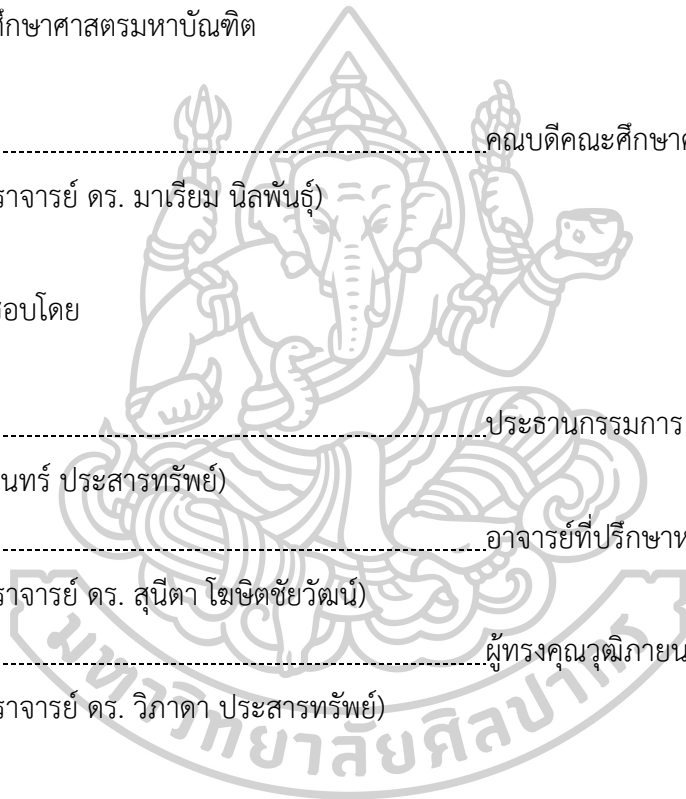 ึกษาศาสตรมหาบัณฑิต
คณบดีคณะศึกษาศ
ราจารย์ ดร. มาเรียม นิลพันธุ์)
สอบโดย
ประธานกรรมการ
นทร์ ประสารทรัพย์)
อาจารย์ที่ปรึกษาห
ราจารย์ ดร. สุนีตา โฆษิตชัยวัฒน์)
ผู้ทรงคุณวุฒิภายน
ราจารย์ ดร. วิภาดา ประสารทรัพย์)
มหาวิทยาลัยศิลปากร